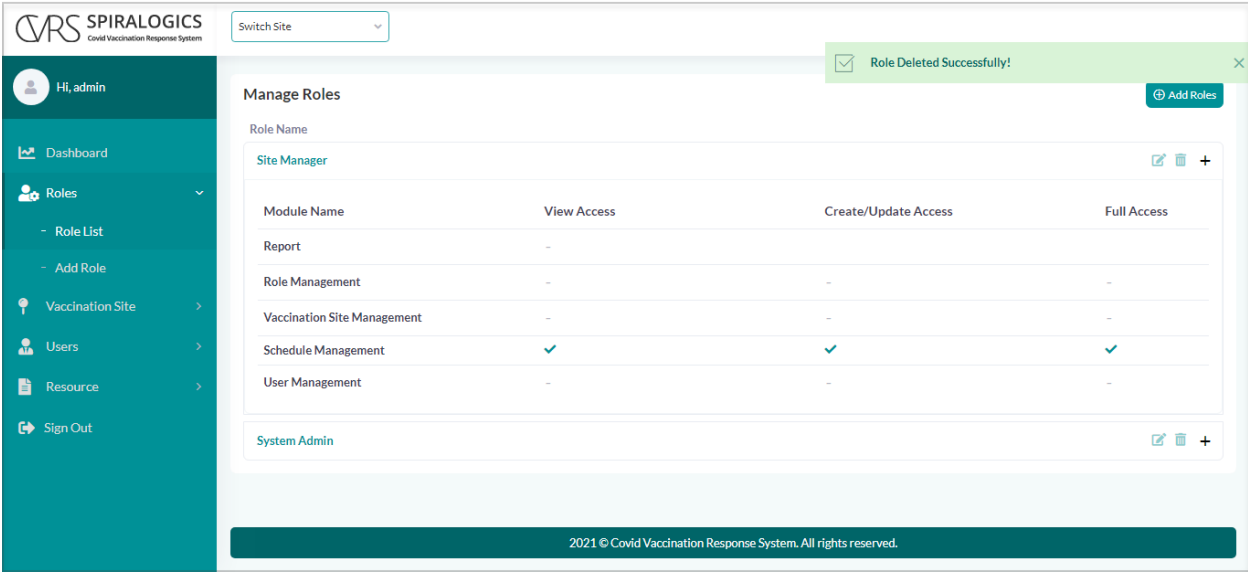 CVRS SPIRALOGICS
Covid Vaccination Response System
Switch Site
Role Deleted Successfully!
Hi, admin
Manage Roles
Add Roles
Role Name
Dashboard
Site Manager
Roles
Module Name View Access Create/Update Access Full Access
- Role List
Report -
- Add Role
Role Management - - -
Vaccination Site
Vaccination Site Management - - -
Users
Schedule Management ✓ ✓ ✓
Resource
User Management - - -
Sign Out
System Admin
2021 © Covid Vaccination Response System. All rights reserved.